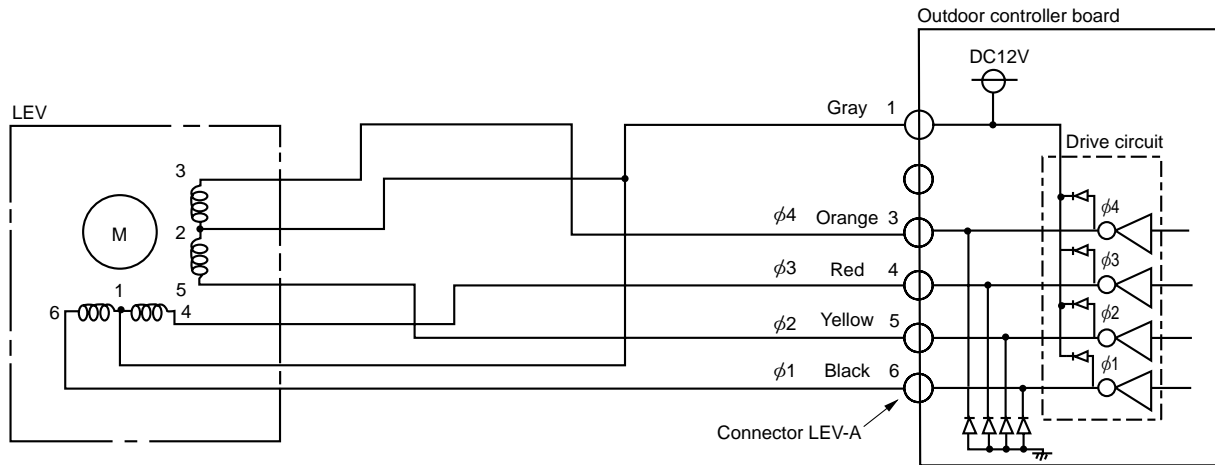 Outdoor controller board
DC12V
LEV
Gray 1
Drive circuit
3
ϕ4
2
M
ϕ4 Orange 3
ϕ3
ϕ3 Red 4
5
1
6
4
ϕ2
ϕ2 Yellow 5
ϕ1
ϕ1 Black 6
Connector LEV-A